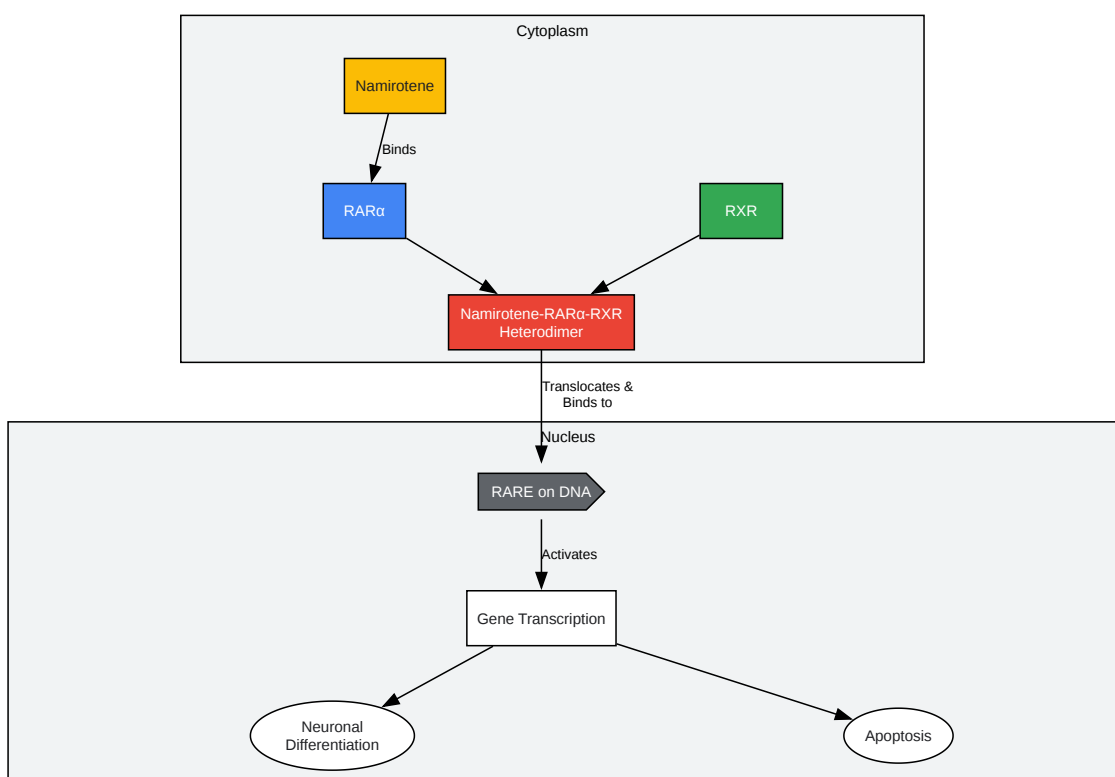 Cytoplasm
Namirotene
Binds
RARα
RXR
Namirotene-RARα-RXR
Heterodimer
Translocates &
Binds to
Nucleus
RARE on DNA
Activates
Gene Transcription
Neuronal
Differentiation
Apoptosis